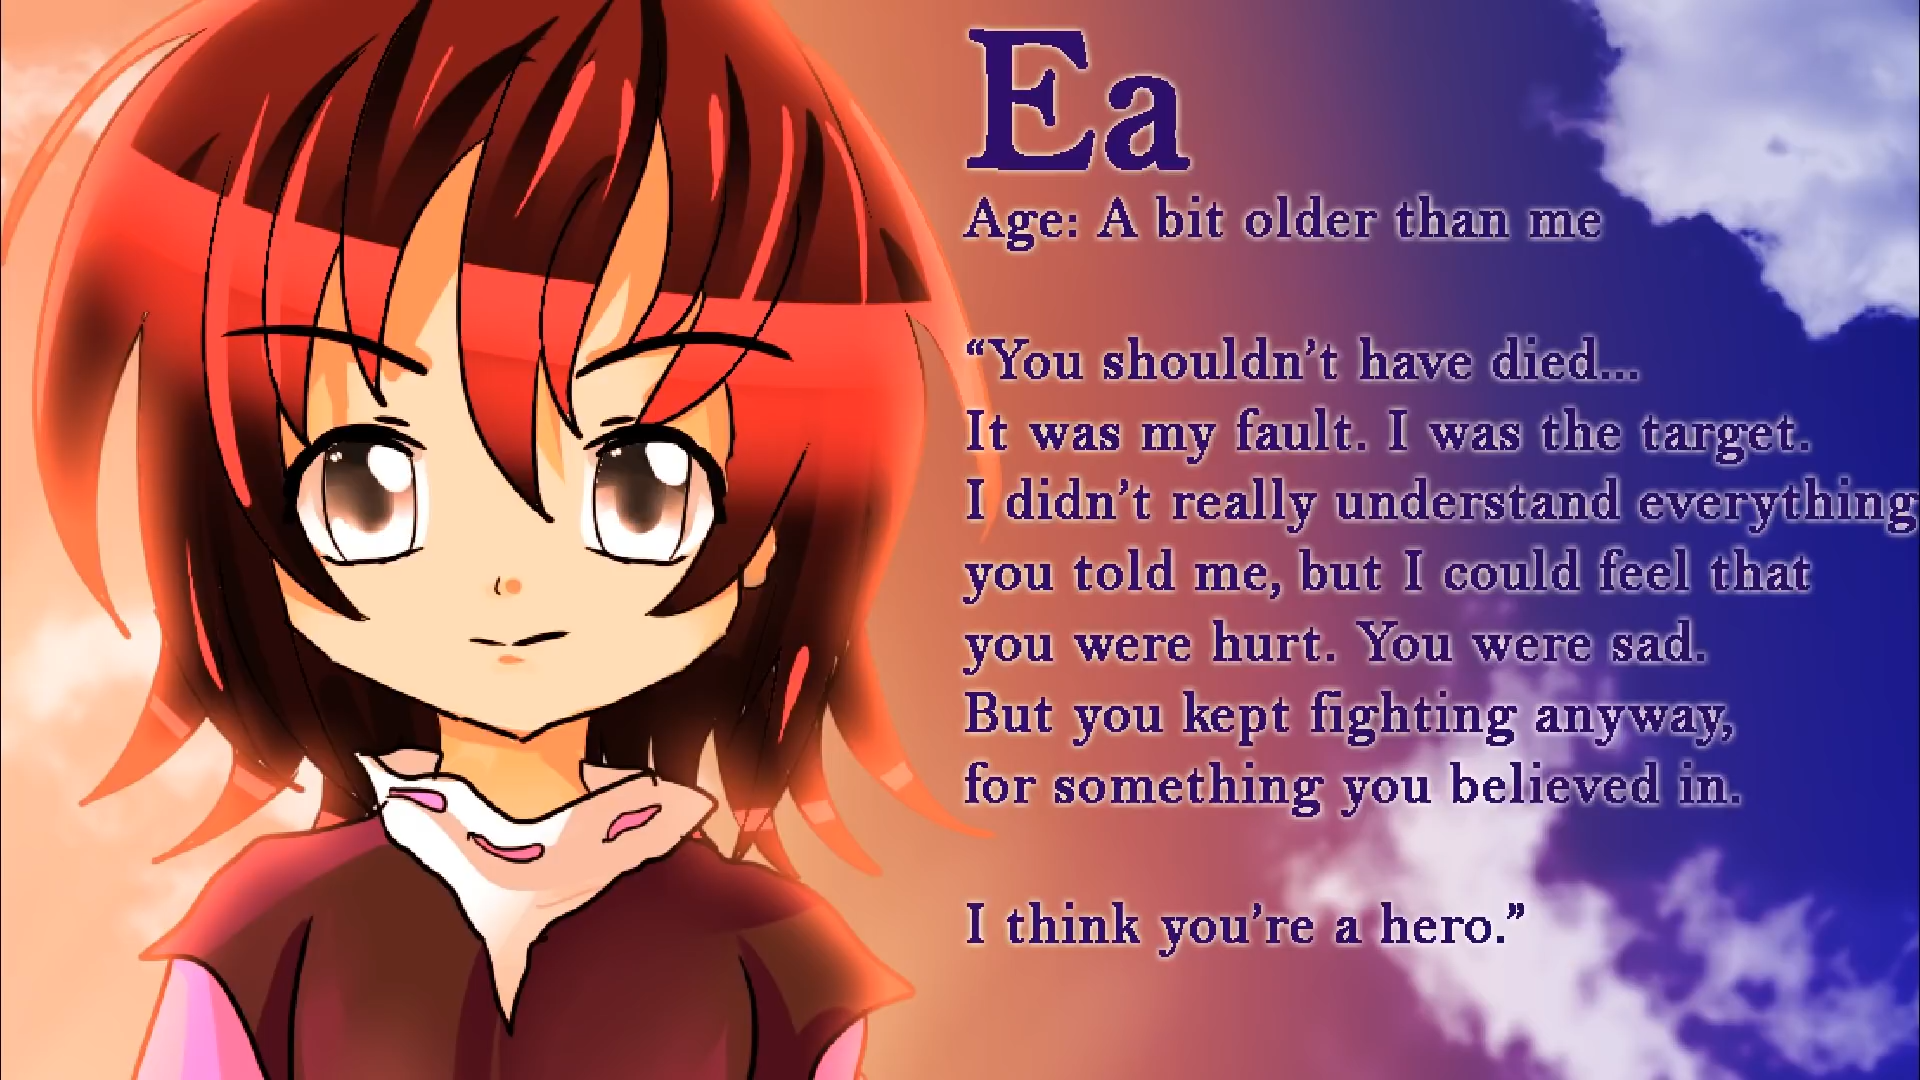 Ea
Age: A bit older than me
“You shouldn’t have died...
It was my fault. I was the target.
I didn’t really understand everything
you told me, but I could feel that
you were hurt. You were sad.
But you kept fighting anyway,
for something you believed in.
I think you’re a hero.”